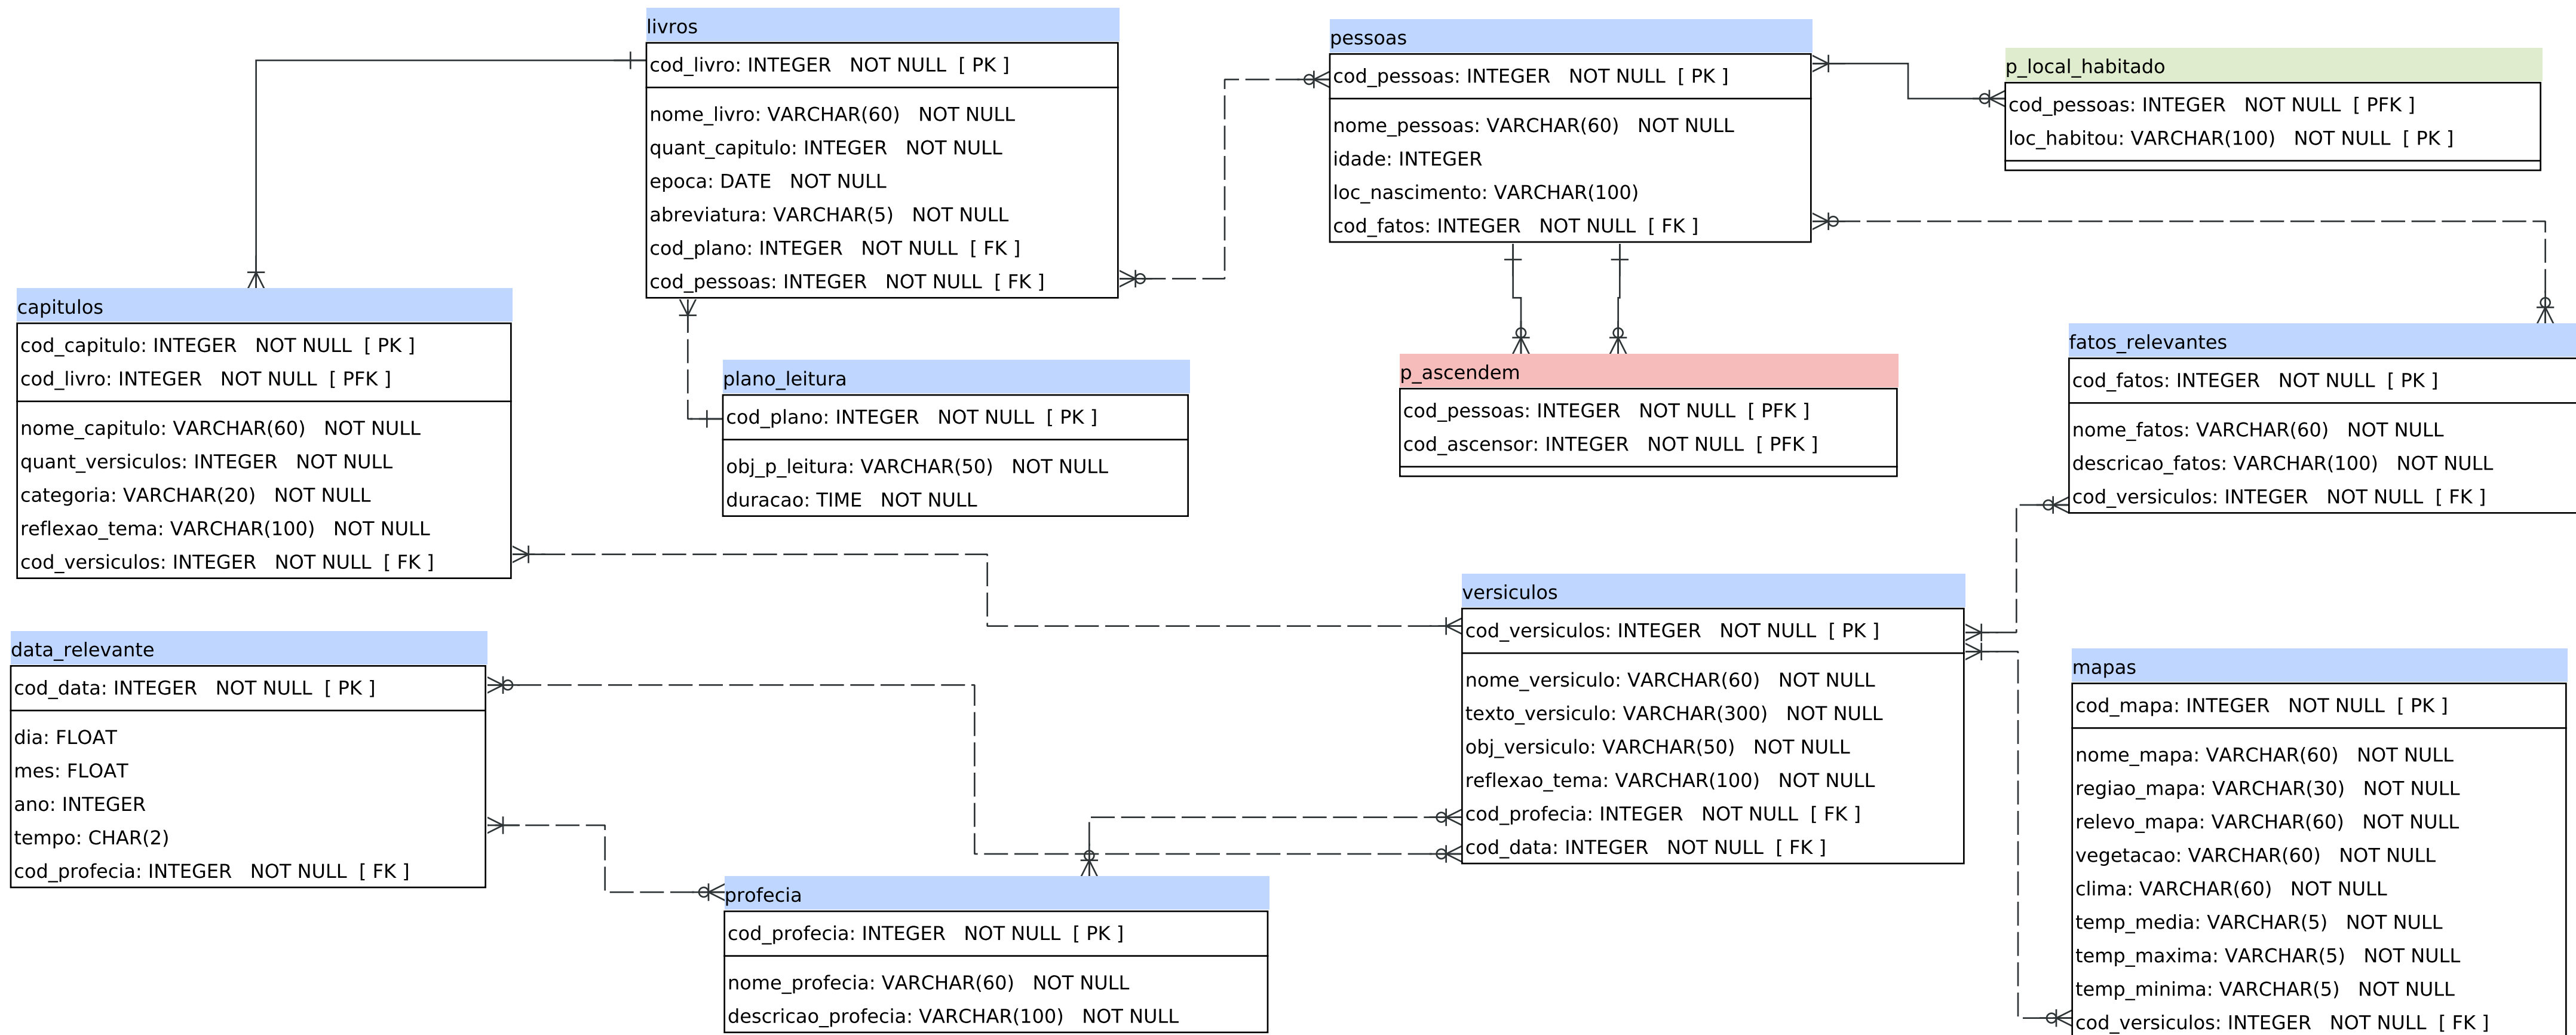 livros
cod_livro: INTEGER NOT NULL [ PK ]
nome_livro: VARCHAR(60) NOT NULL
quant_capitulo: INTEGER NOT NULL
epoca: DATE NOT NULL
abreviatura: VARCHAR(5) NOT NULL
cod_plano: INTEGER NOT NULL [ FK ]
cod_pessoas: INTEGER NOT NULL [ FK ]
pessoas
cod_pessoas: INTEGER NOT NULL [ PK ]
nome_pessoas: VARCHAR(60) NOT NULL
idade: INTEGER
loc_nascimento: VARCHAR(100)
cod_fatos: INTEGER NOT NULL [ FK ]
p_local_habitado
cod_pessoas: INTEGER NOT NULL [ PFK ]
loc_habitou: VARCHAR(100) NOT NULL [ PK ]
capitulos
cod_capitulo: INTEGER NOT NULL [ PK ]
cod_livro: INTEGER NOT NULL [ PFK ]
nome_capitulo: VARCHAR(60) NOT NULL
quant_versiculos: INTEGER NOT NULL
categoria: VARCHAR(20) NOT NULL
reflexao_tema: VARCHAR(100) NOT NULL
cod_versiculos: INTEGER NOT NULL [ FK ]
plano_leitura
cod_plano: INTEGER NOT NULL [ PK ]
obj_p_leitura: VARCHAR(50) NOT NULL
duracao: TIME NOT NULL
p_ascendem
cod_pessoas: INTEGER NOT NULL [ PFK ]
cod_ascensor: INTEGER NOT NULL [ PFK ]
fatos_relevantes
cod_fatos: INTEGER NOT NULL [ PK ]
nome_fatos: VARCHAR(60) NOT NULL
descricao_fatos: VARCHAR(100) NOT NULL
cod_versiculos: INTEGER NOT NULL [ FK ]
data_relevante
cod_data: INTEGER NOT NULL [ PK ]
dia: FLOAT
mes: FLOAT
ano: INTEGER
tempo: CHAR(2)
cod_profecia: INTEGER NOT NULL [ FK ]
versiculos
cod_versiculos: INTEGER NOT NULL [ PK ]
nome_versiculo: VARCHAR(60) NOT NULL
texto_versiculo: VARCHAR(300) NOT NULL
obj_versiculo: VARCHAR(50) NOT NULL
reflexao_tema: VARCHAR(100) NOT NULL
cod_profecia: INTEGER NOT NULL [ FK ]
cod_data: INTEGER NOT NULL [ FK ]
mapas
cod_mapa: INTEGER NOT NULL [ PK ]
nome_mapa: VARCHAR(60) NOT NULL
regiao_mapa: VARCHAR(30) NOT NULL
relevo_mapa: VARCHAR(60) NOT NULL
vegetacao: VARCHAR(60) NOT NULL
clima: VARCHAR(60) NOT NULL
temp_media: VARCHAR(5) NOT NULL
temp_maxima: VARCHAR(5) NOT NULL
temp_minima: VARCHAR(5) NOT NULL
cod_versiculos: INTEGER NOT NULL [ FK ]
profecia
cod_profecia: INTEGER NOT NULL [ PK ]
nome_profecia: VARCHAR(60) NOT NULL
descricao_profecia: VARCHAR(100) NOT NULL